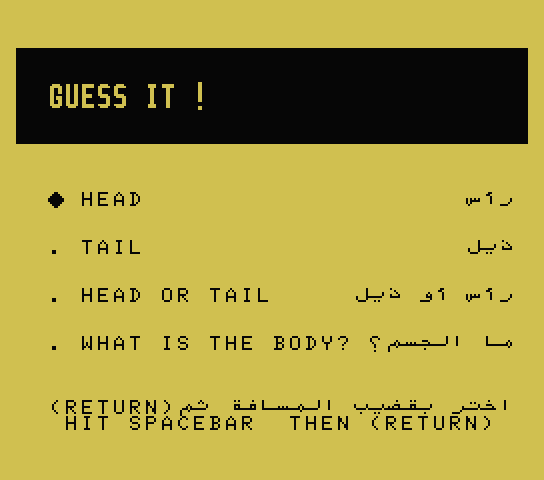 GUESS IT !
◆ HEAD رأس
. TAIL ذيل
. HEAD OR TAIL رأس أو ذيل
. WHAT IS THE BODY? ما الجسم؟
اختر بقضيب المسافة ثم (RETURN)
HIT SPACEBAR THEN (RETURN)